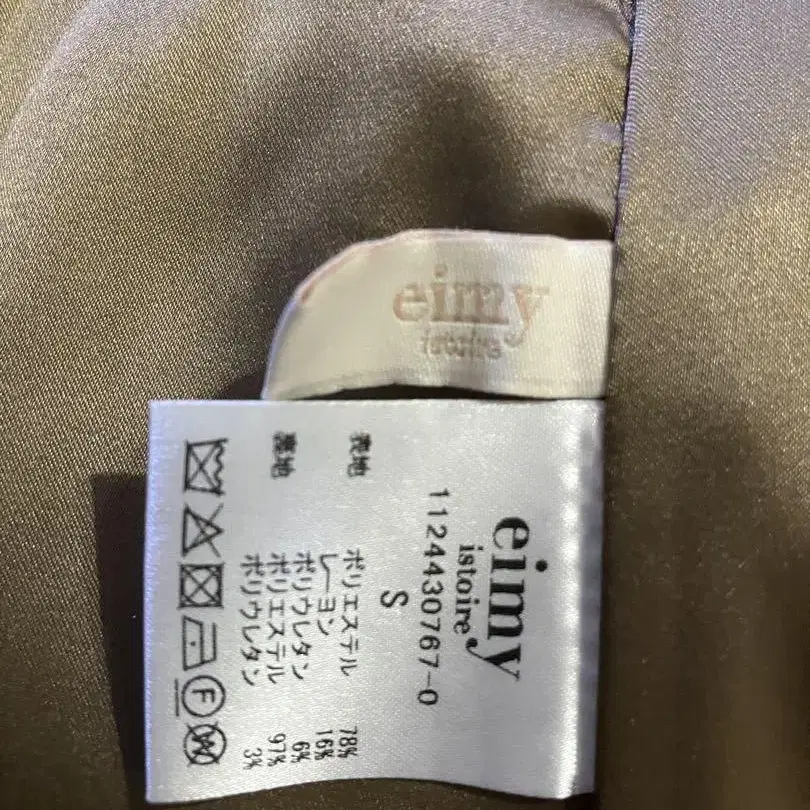 eimy
istoire
eimy
istoire
1124430767-0
S
表地 ポリエステル 78%
レーヨン 16%
ポリウレタン 6%
裏地 ポリエステル 97%
ポリウレタン 3%
F
W